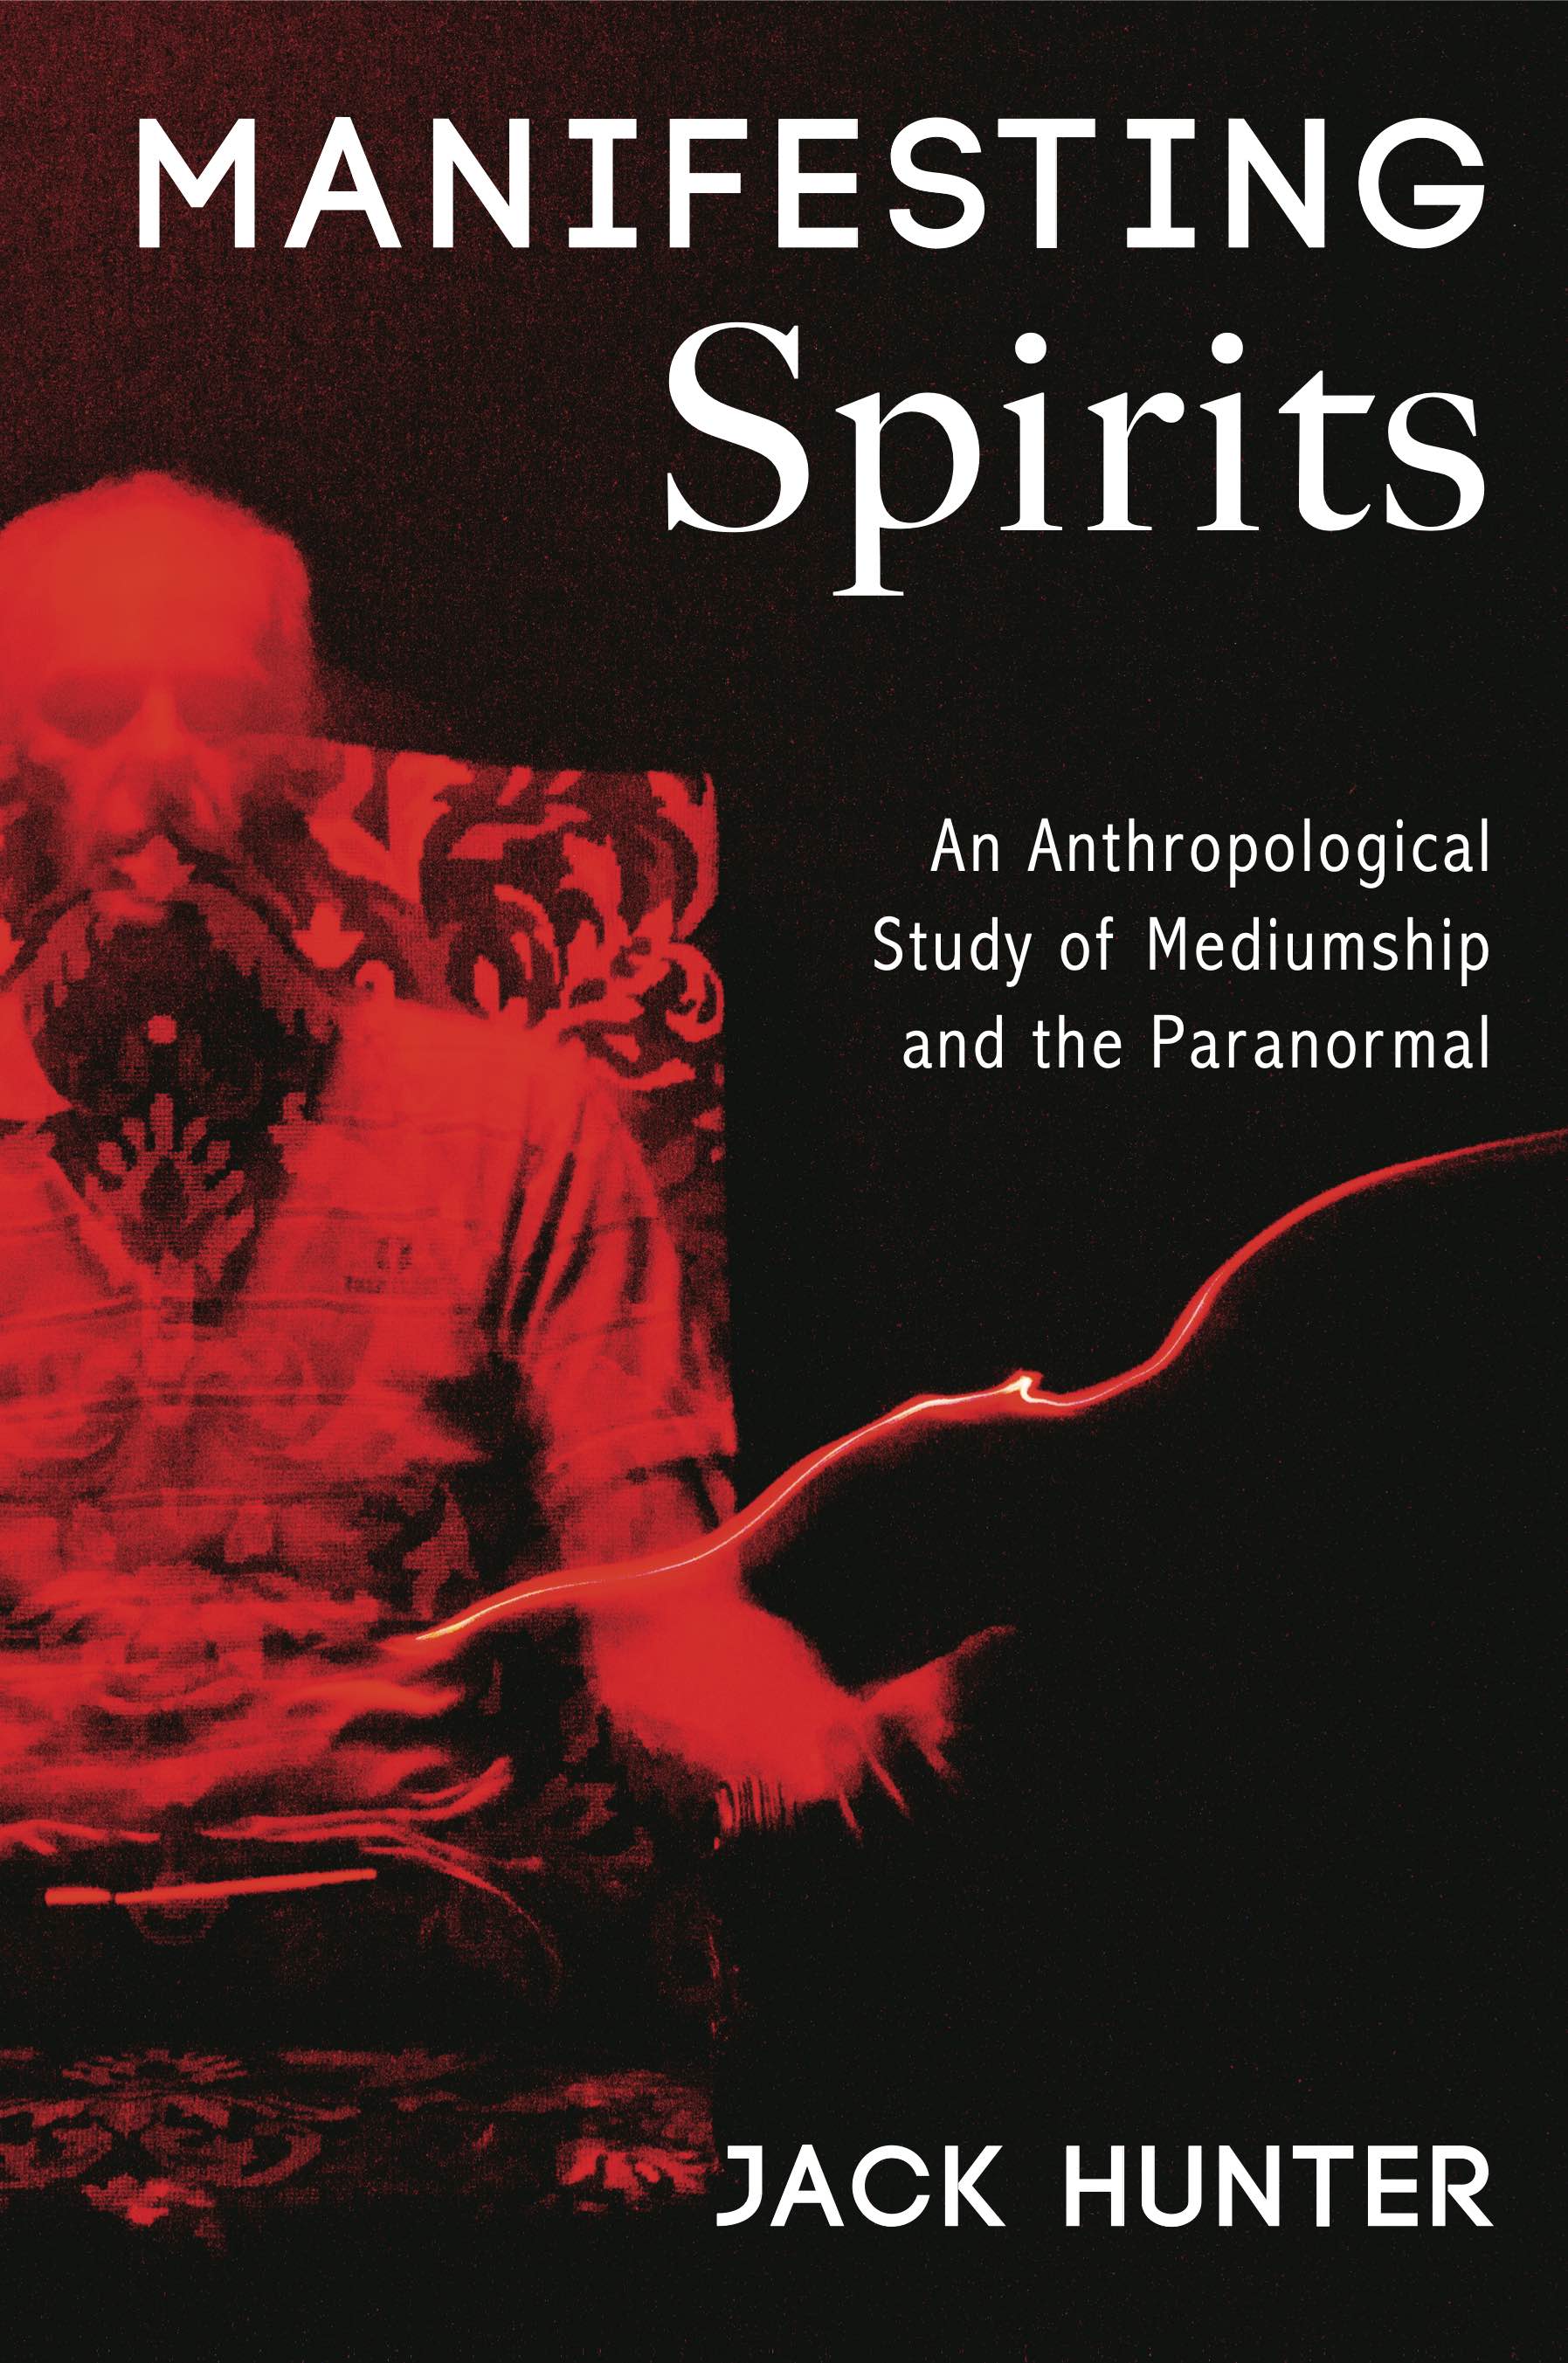 MANIFESTING
Spirits
An Anthropological
Study of Mediumship
and the Paranormal
JACK HUNTER